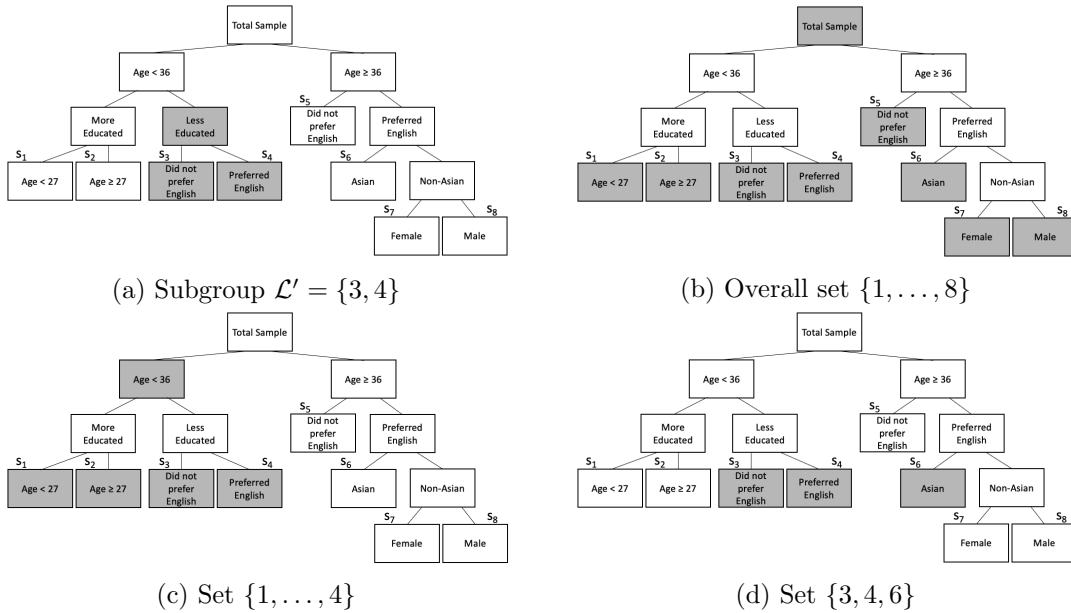 Total Sample
Age < 36
Age ≥ 36
More
Educated
Less
Educated
S5
Did not
prefer
English
Preferred
English
S1
Age < 27
S2
Age ≥ 27
S3
Did not
prefer
English
S4
Preferred
English
S6
Asian
Non-Asian
S7
Female
S8
Male
(a) Subgroup ℒ′ = {3, 4}
Total Sample
Age < 36
Age ≥ 36
More
Educated
Less
Educated
S5
Did not
prefer
English
Preferred
English
S1
Age < 27
S2
Age ≥ 27
S3
Did not
prefer
English
S4
Preferred
English
S6
Asian
Non-Asian
S7
Female
S8
Male
(b) Overall set {1, . . . , 8}
Total Sample
Age < 36
Age ≥ 36
More
Educated
Less
Educated
S5
Did not
prefer
English
Preferred
English
S1
Age < 27
S2
Age ≥ 27
S3
Did not
prefer
English
S4
Preferred
English
S6
Asian
Non-Asian
S7
Female
S8
Male
(c) Set {1, . . . , 4}
Total Sample
Age < 36
Age ≥ 36
More
Educated
Less
Educated
S5
Did not
prefer
English
Preferred
English
S1
Age < 27
S2
Age ≥ 27
S3
Did not
prefer
English
S4
Preferred
English
S6
Asian
Non-Asian
S7
Female
S8
Male
(d) Set {3, 4, 6}